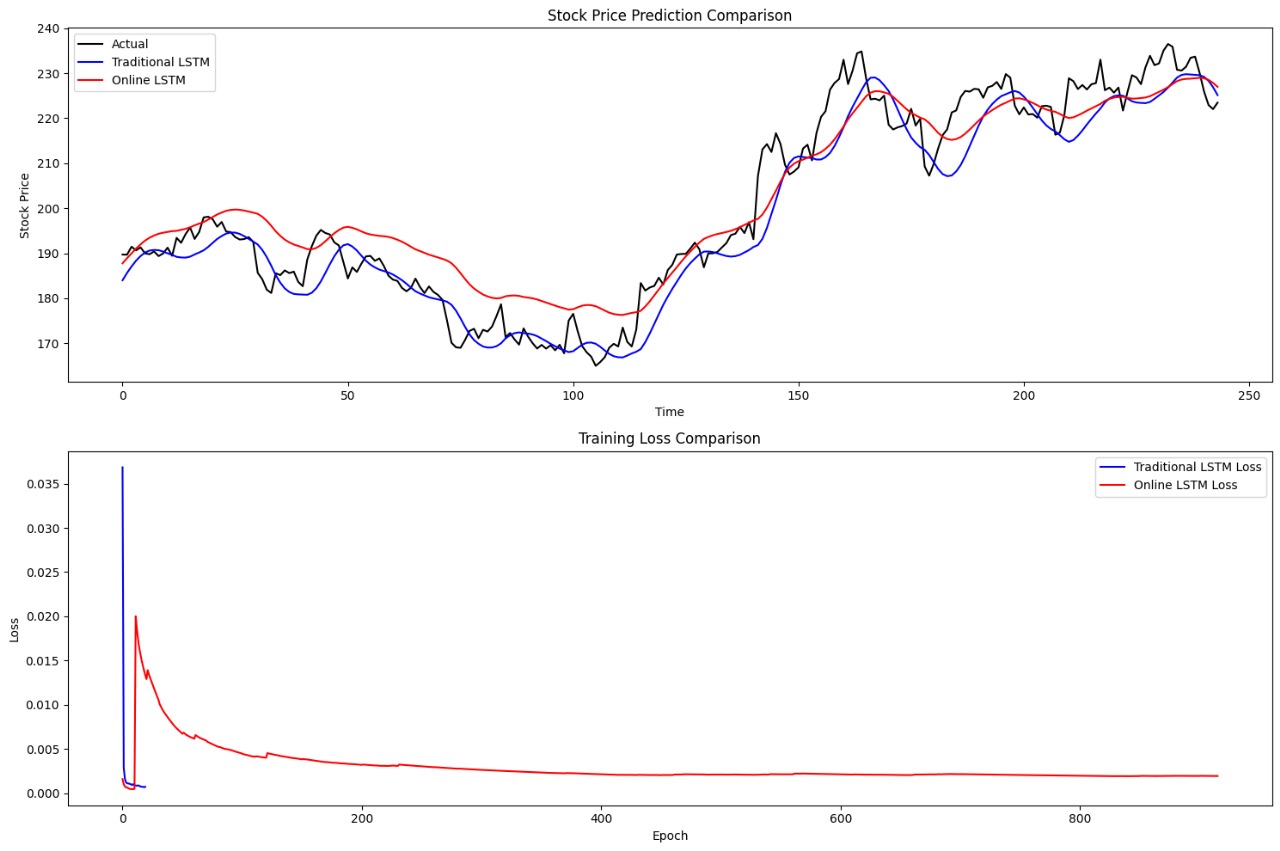 Stock Price Prediction Comparison
240
230
220
210
200
190
180
170
Stock Price
Actual
Traditional LSTM
Online LSTM
0 50 100 150 200 250
Time
Training Loss Comparison
0.035
0.030
0.025
0.020
0.015
0.010
0.005
0.000
Loss
Traditional LSTM Loss
Online LSTM Loss
0 200 400 600 800
Epoch